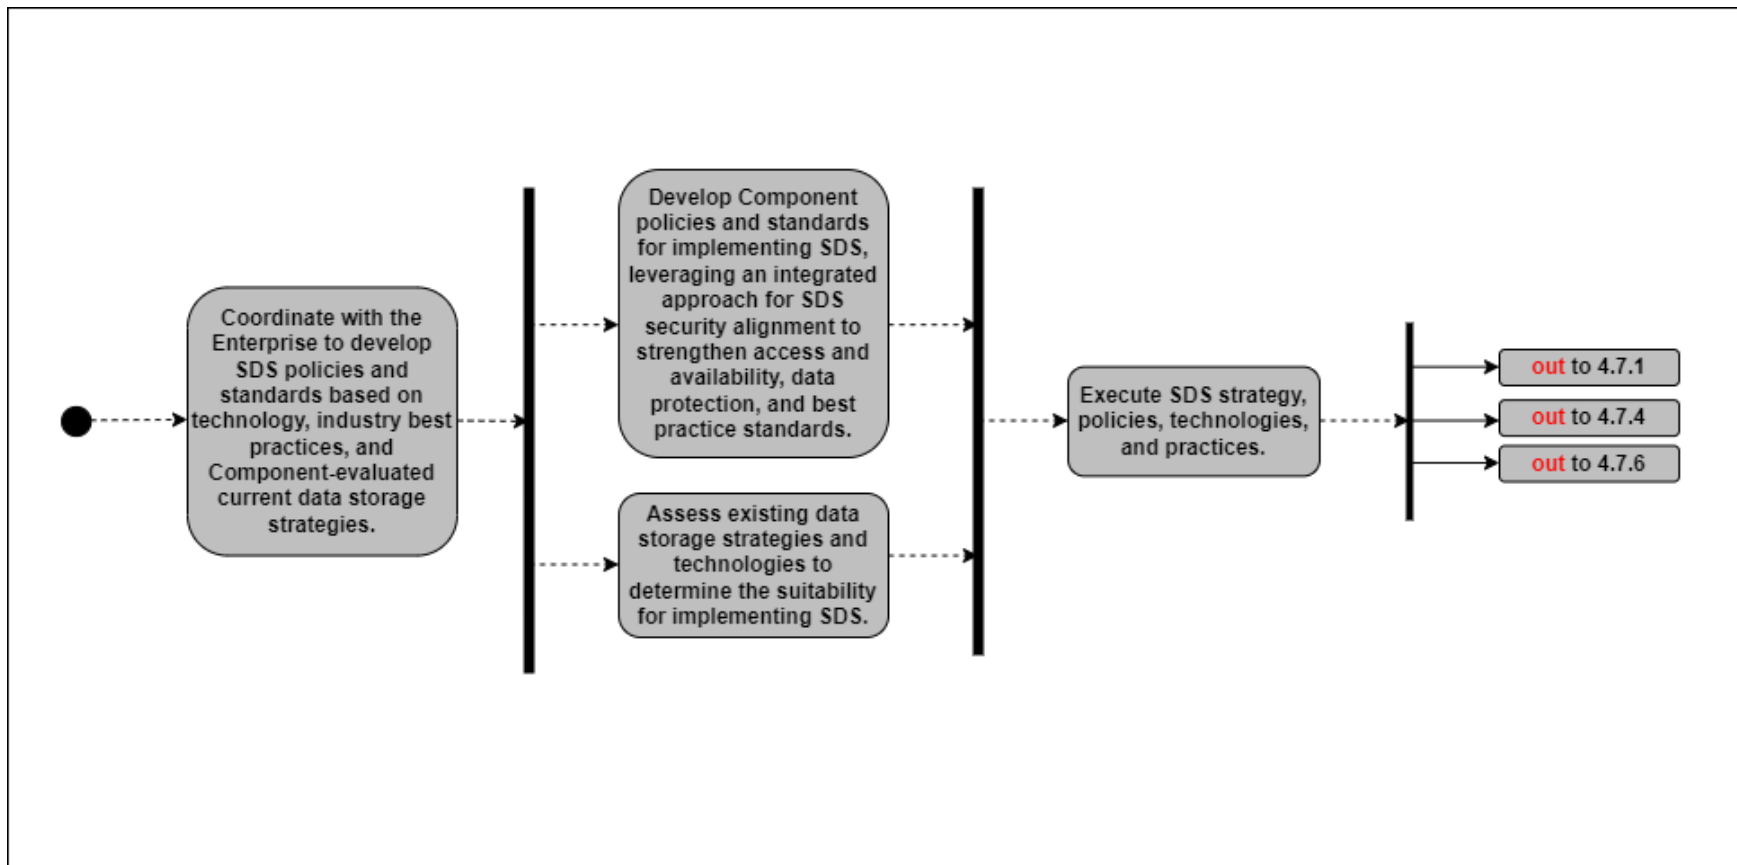 Coordinate with the
Enterprise to develop
SDS policies and
standards based on
technology, industry best
practices, and
Component-evaluated
current data storage
strategies.
Develop Component
policies and standards
for implementing SDS,
leveraging an integrated
approach for SDS
security alignment to
strengthen access and
availability, data
protection, and best
practice standards.
Assess existing data
storage strategies and
technologies to
determine the suitability
for implementing SDS.
Execute SDS strategy,
policies, technologies,
and practices.
out to 4.7.1
out to 4.7.4
out to 4.7.6